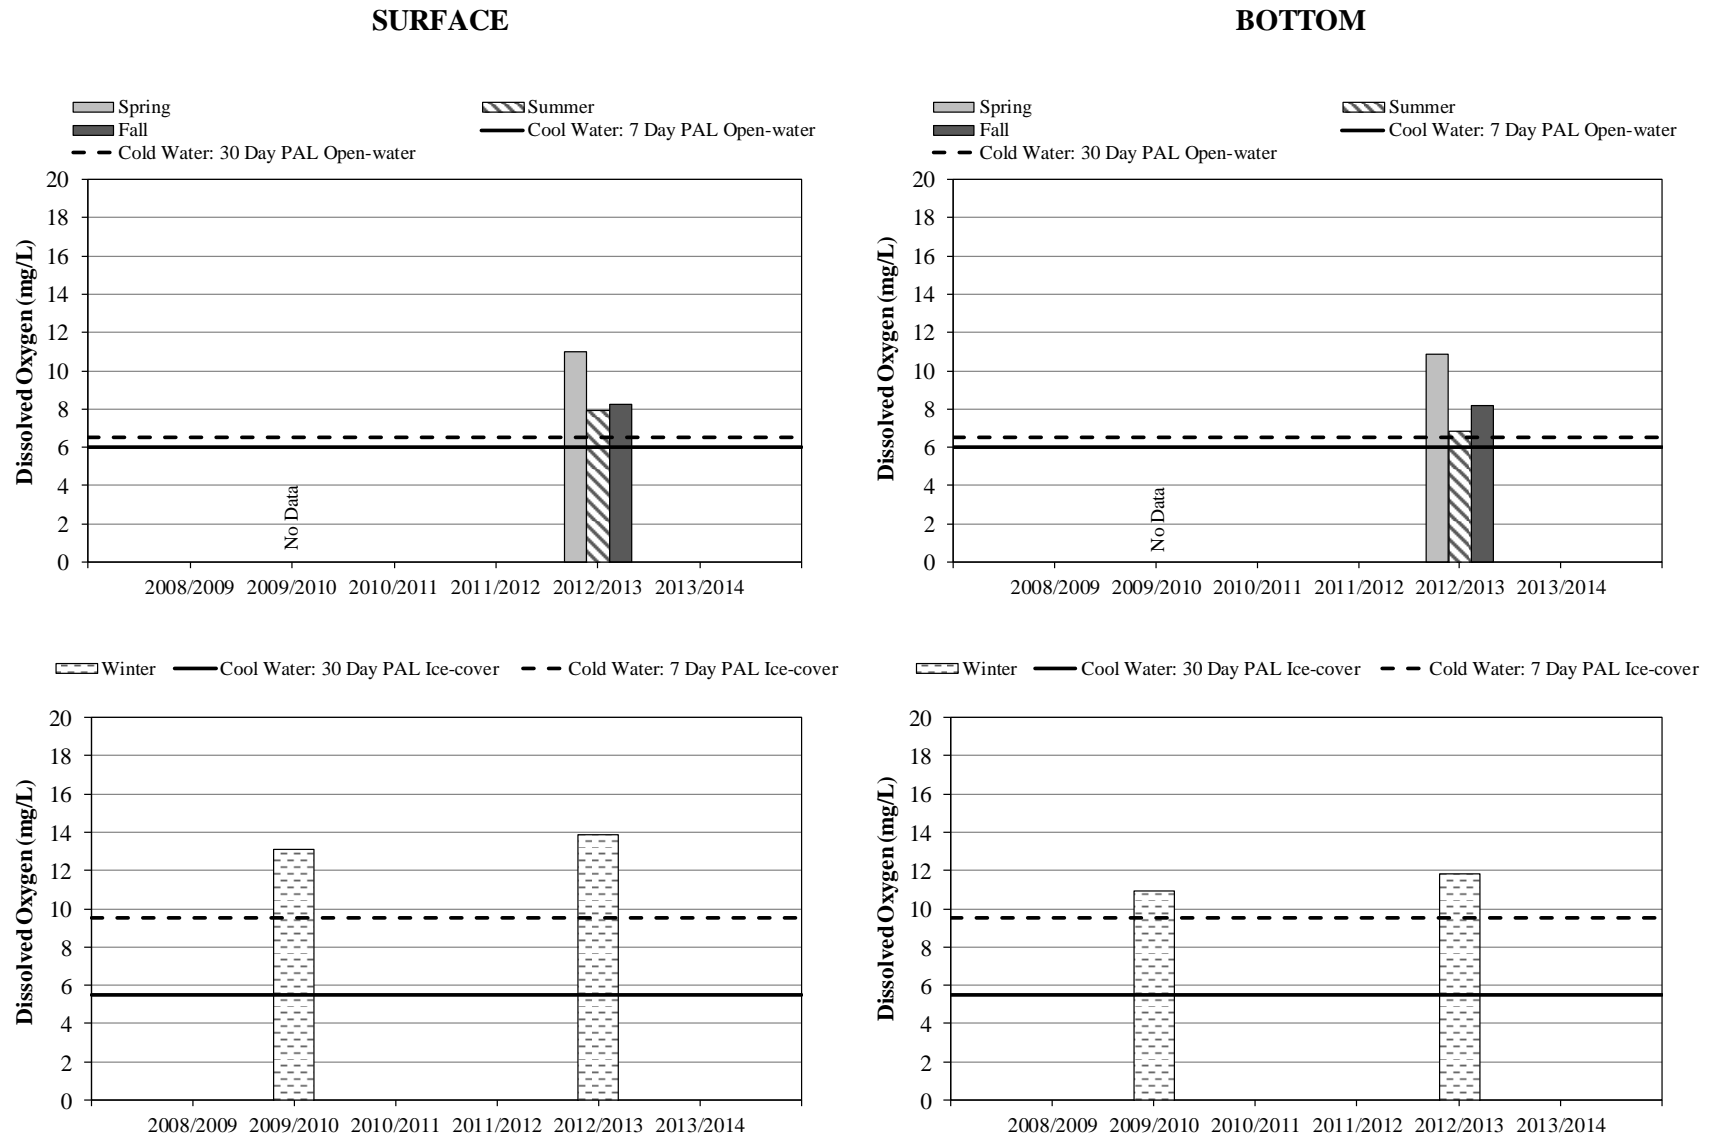 SURFACE
BOTTOM
Spring
Summer
Fall
Cool Water: 7 Day PAL Open-water
Cold Water: 30 Day PAL Open-water
Dissolved Oxygen (mg/L)
20
18
16
14
12
10
8
6
4
2
0
No Data
2008/2009 2009/2010 2010/2011 2011/2012 2012/2013 2013/2014
Spring
Summer
Fall
Cool Water: 7 Day PAL Open-water
Cold Water: 30 Day PAL Open-water
Dissolved Oxygen (mg/L)
20
18
16
14
12
10
8
6
4
2
0
No Data
2008/2009 2009/2010 2010/2011 2011/2012 2012/2013 2013/2014
Winter Cool Water: 30 Day PAL Ice-cover Cold Water: 7 Day PAL Ice-cover
Dissolved Oxygen (mg/L)
20
18
16
14
12
10
8
6
4
2
0
2008/2009 2009/2010 2010/2011 2011/2012 2012/2013 2013/2014
Winter Cool Water: 30 Day PAL Ice-cover Cold Water: 7 Day PAL Ice-cover
Dissolved Oxygen (mg/L)
20
18
16
14
12
10
8
6
4
2
0
2008/2009 2009/2010 2010/2011 2011/2012 2012/2013 2013/2014